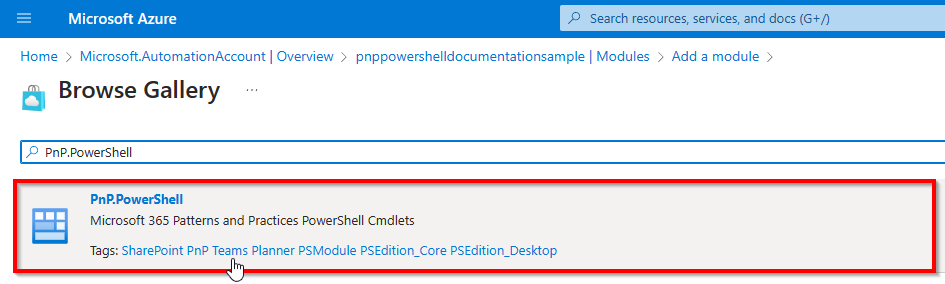 Microsoft Azure
Search resources, services, and docs (G+/)
Home > Microsoft.AutomationAccount | Overview > pnppowershelldocumentationsample | Modules > Add a module >
Browse Gallery ...
PnP.PowerShell
PnP.PowerShell
Microsoft 365 Patterns and Practices PowerShell Cmdlets
Tags: SharePoint PnP Teams Planner PSModule PSEdition_Core PSEdition_Desktop